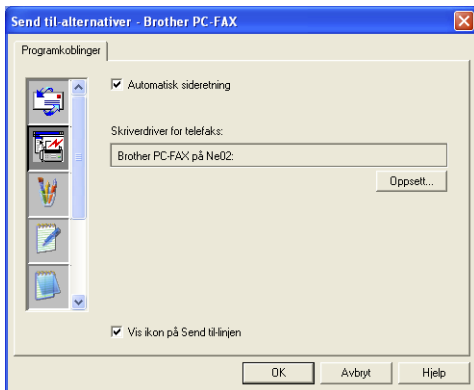 Send til-alternativer - Brother PC-FAX
Programkoblinger
Automatisk sideretning
Skriverdriver for telefaks:
Brother PC-FAX på Ne02:
Oppsett...
Vis ikon på Send til-linjen
OK Avbryt Hjelp